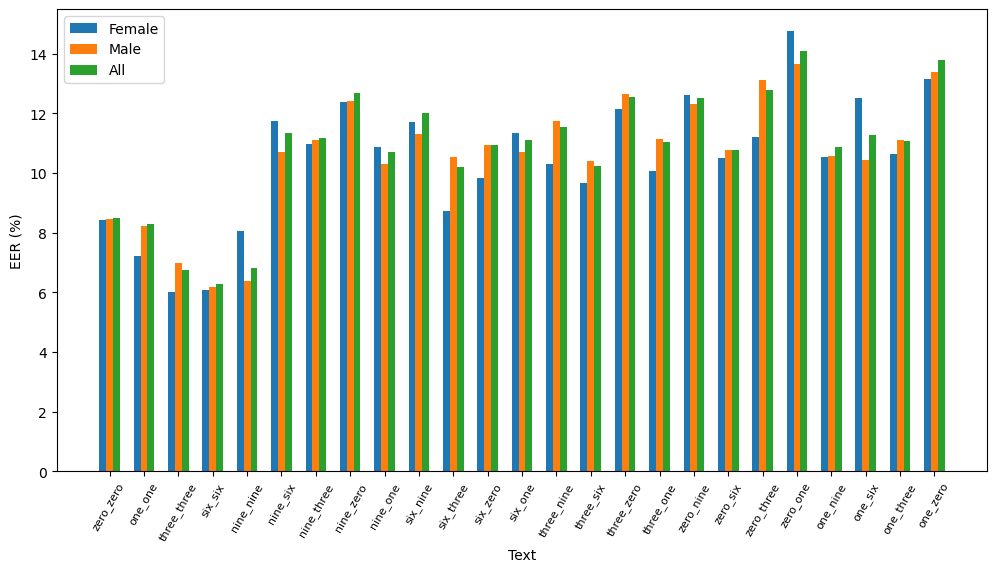 Female
Male
All
EER (%)
14
12
10
8
6
4
2
0
zero_zero
one_one
three_three
six_six
nine_nine
nine_six
nine_three
nine_zero
nine_one
six_nine
six_three
six_zero
six_one
three_nine
three_six
three_zero
three_one
zero_nine
zero_six
zero_three
zero_one
one_nine
one_six
one_three
one_zero
Text